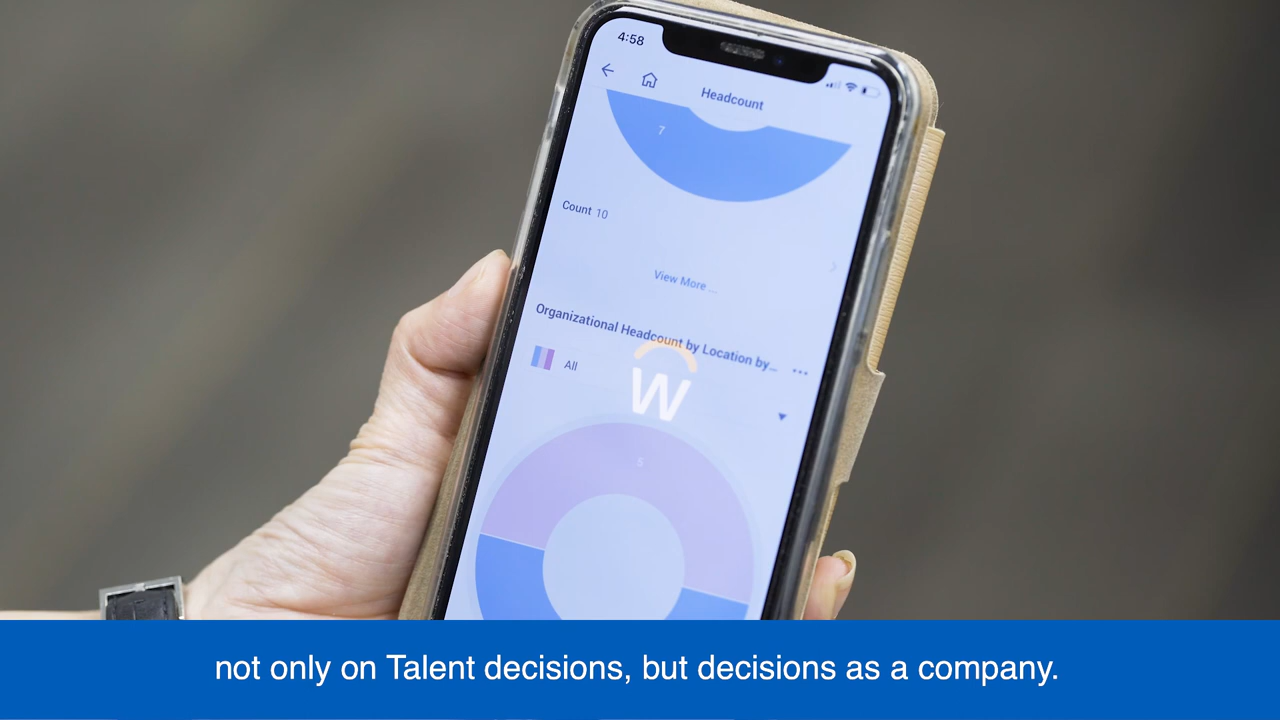 4:58
Headcount
7
Count 10
View More ...
Organizational Headcount by Location by...
All
W
5
not only on Talent decisions, but decisions as a company.